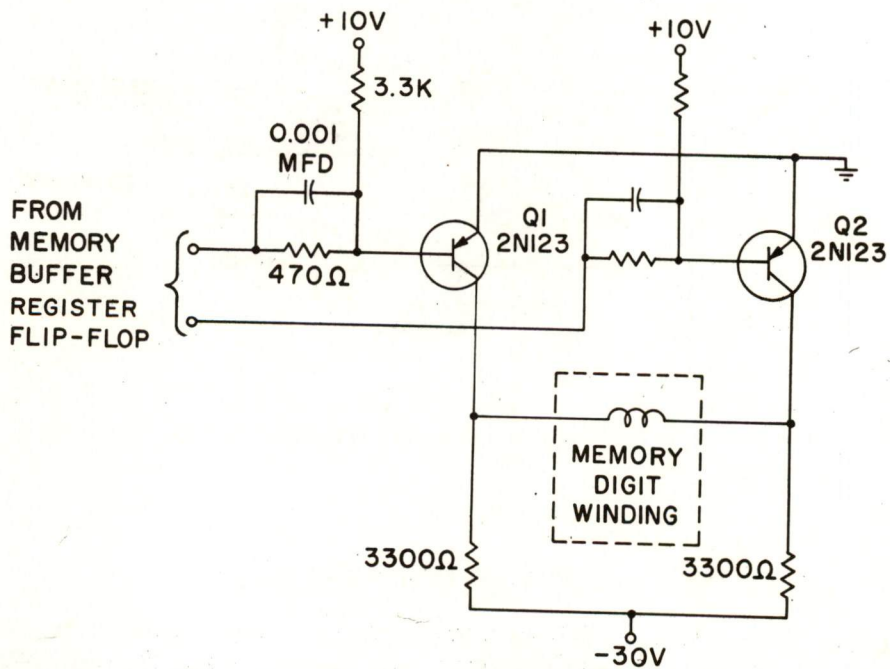 +10V
3.3K
0.001
MFD
+10V
FROM
MEMORY
BUFFER
REGISTER
FLIP-FLOP
470Ω
Q1
2N123
Q2
2N123
MEMORY
DIGIT
WINDING
3300Ω
3300Ω
-30V